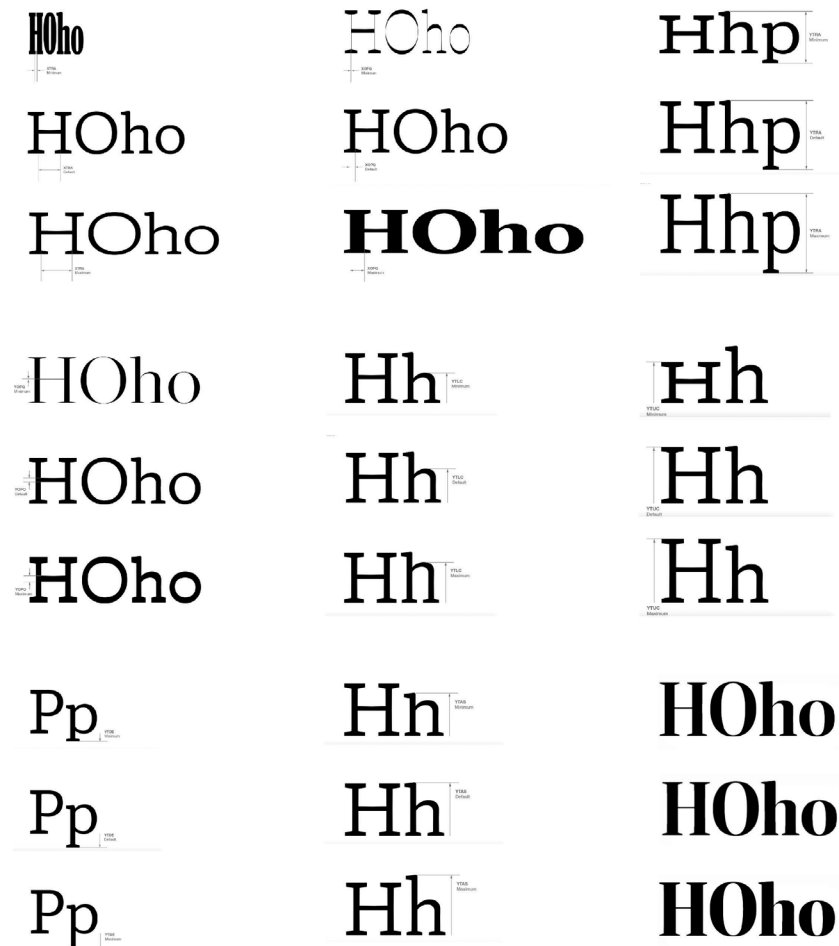 HOho
XTRA
Minimum
HOho
XTRA
Default
HOho
XTRA
Maximum
HOho
XOPQ
Minimum
HOho
XOPQ
Default
HOho
XOPQ
Maximum
Hhp
YTRA
Minimum
Hhp
YTRA
Default
Hhp
YTRA
Maximum
HOho
YOPQ
Minimum
HOho
YOPQ
Default
HOho
YOPQ
Maximum
Hh
YTLC
Minimum
Hh
YTLC
Default
Hh
YTLC
Maximum
Hh
YTUC
Minimum
Hh
YTUC
Default
Hh
YTUC
Maximum
Pp
YTDE
Pp
YTDE
Default
Pp
YTDE
Maximum
Hh
YTAS
Minimum
Hh
YTAS
Default
Hh
YTAS
Maximum
HOho
HOho
HOho